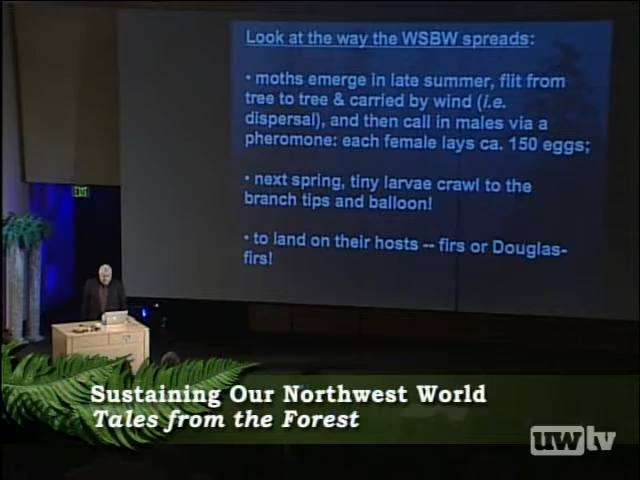 Look at the way the WSBW spreads:
• moths emerge in late summer, flit from
tree to tree & carried by wind (i.e.
dispersal), and then call in males via a
pheromone: each female lays ca. 150 eggs;
• next spring, tiny larvae crawl to the
branch tips and balloon!
• to land on their hosts -- firs or Douglas-
firs!
EXIT
Sustaining Our Northwest World
Tales from the Forest
uwtv